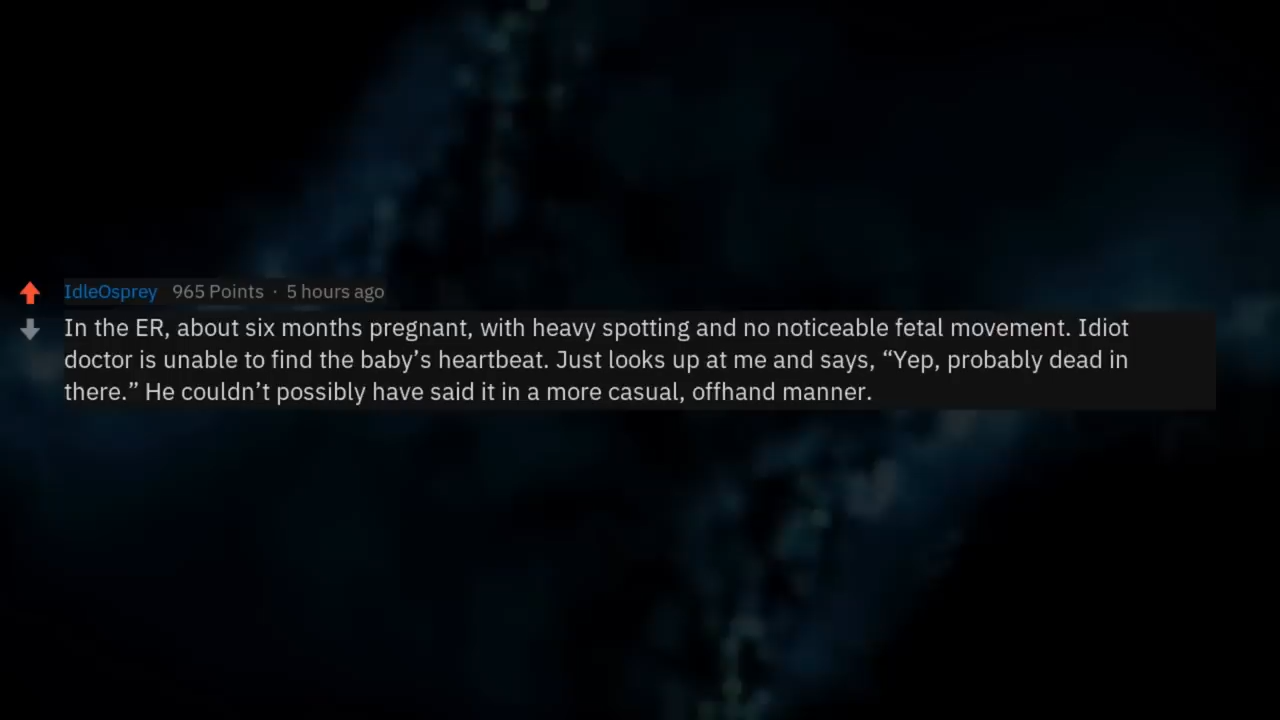 IdleOsprey 965 Points · 5 hours ago
In the ER, about six months pregnant, with heavy spotting and no noticeable fetal movement. Idiot
doctor is unable to find the baby’s heartbeat. Just looks up at me and says, “Yep, probably dead in
there.” He couldn’t possibly have said it in a more casual, offhand manner.